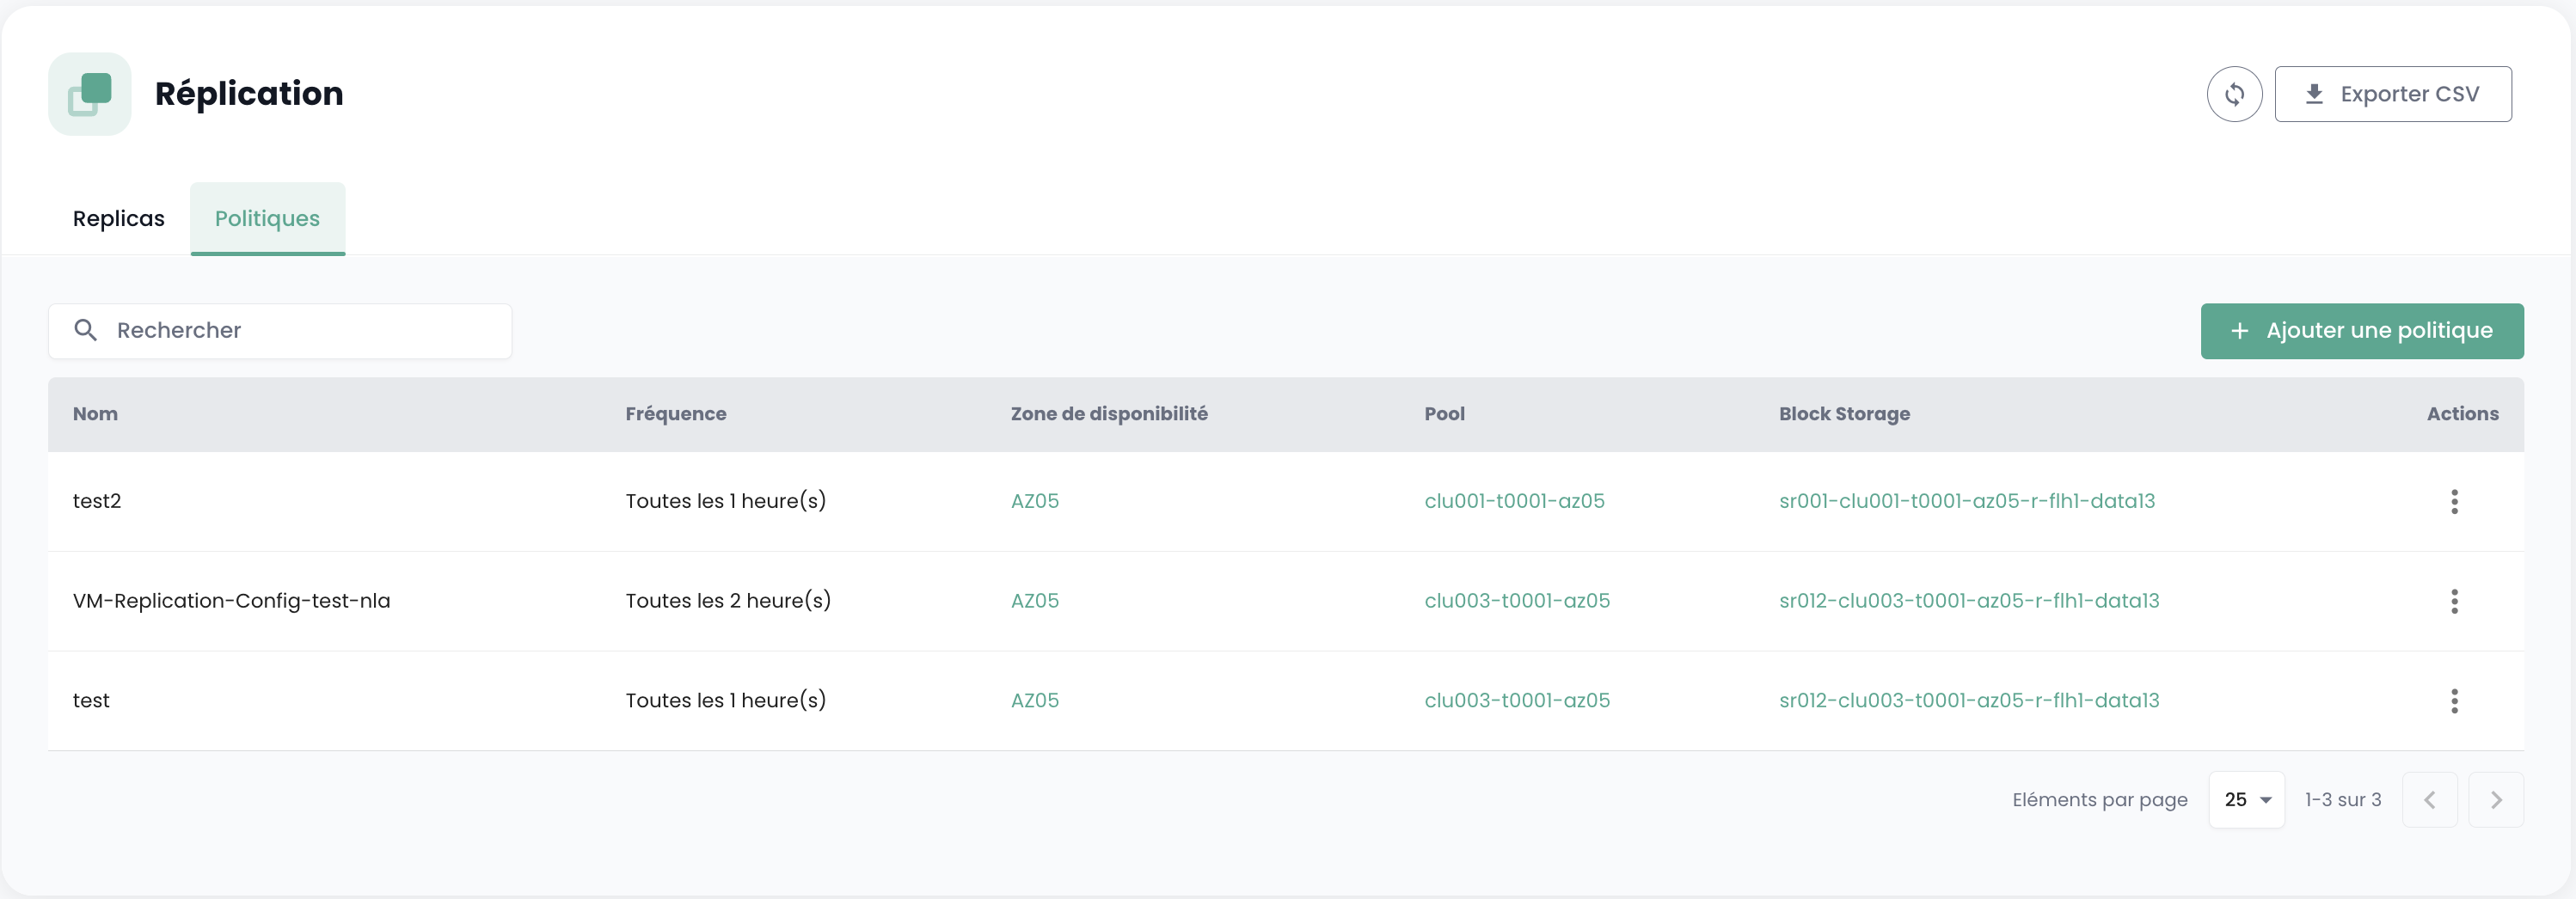 Réplication
Exporter CSV
Replicas
Politiques
Rechercher
Ajouter une politique
Nom Fréquence Zone de disponibilité Pool Block Storage Actions
test2 Toutes les 1 heure(s) AZ05 clu001-t0001-az05 sr001-clu001-t0001-az05-r-flh1-data13
VM-Replication-Config-test-nla Toutes les 2 heure(s) AZ05 clu003-t0001-az05 sr012-clu003-t0001-az05-r-flh1-data13
test Toutes les 1 heure(s) AZ05 clu003-t0001-az05 sr012-clu003-t0001-az05-r-flh1-data13
Eléments par page 25 1-3 sur 3